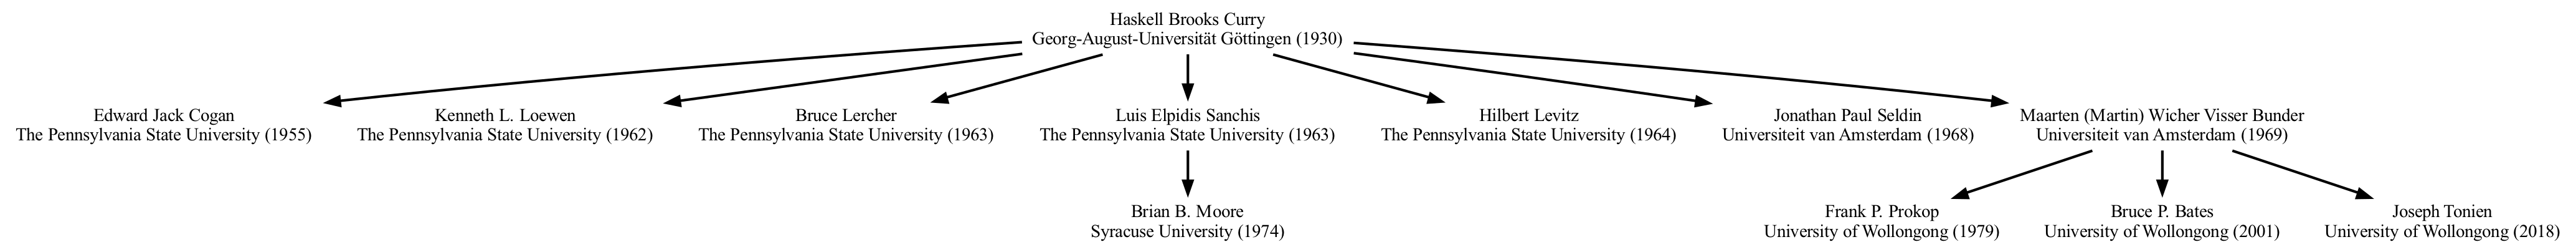 Haskell Brooks Curry
Georg-August-Universität Göttingen (1930)
Edward Jack Cogan
The Pennsylvania State University (1955)
Kenneth L. Loewen
The Pennsylvania State University (1962)
Bruce Lercher
The Pennsylvania State University (1963)
Luis Elpidis Sanchis
The Pennsylvania State University (1963)
Hilbert Levitz
The Pennsylvania State University (1964)
Jonathan Paul Seldin
Universiteit van Amsterdam (1968)
Maarten (Martin) Wicher Visser Bunder
Universiteit van Amsterdam (1969)
Brian B. Moore
Syracuse University (1974)
Frank P. Prokop
University of Wollongong (1979)
Bruce P. Bates
University of Wollongong (2001)
Joseph Tonien
University of Wollongong (2018)